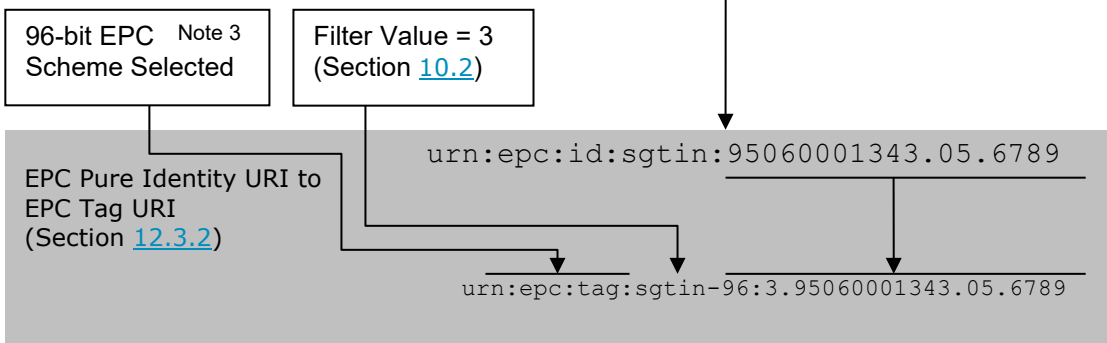 96-bit EPC Note 3
Scheme Selected
Filter Value = 3
(Section 10.2)
urn:epc:id:sgtin:95060001343.05.6789
EPC Pure Identity URI to
EPC Tag URI
(Section 12.3.2)
urn:epc:tag:sgtin-96:3.95060001343.05.6789